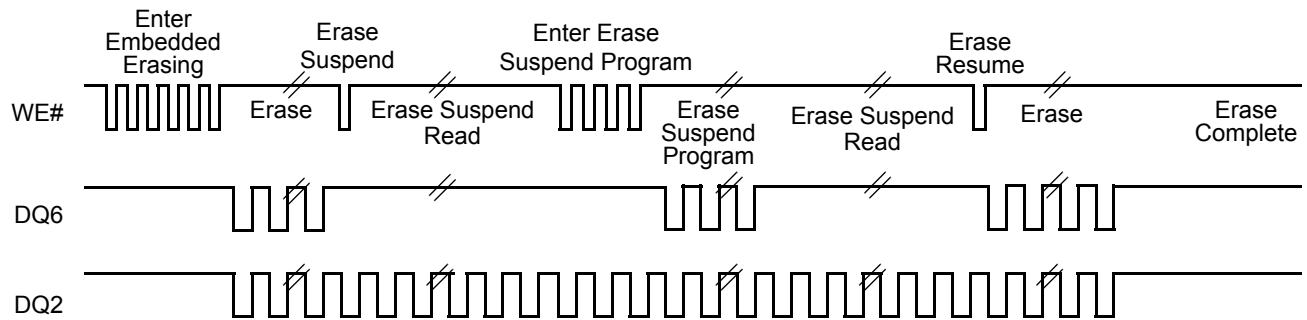 Enter
Embedded
Erasing
Erase
Suspend
Enter Erase
Suspend Program
Erase
Resume
WE#
Erase
Erase Suspend
Read
Erase
Suspend
Program
Erase Suspend
Read
Erase
Erase
Complete
DQ6
DQ2